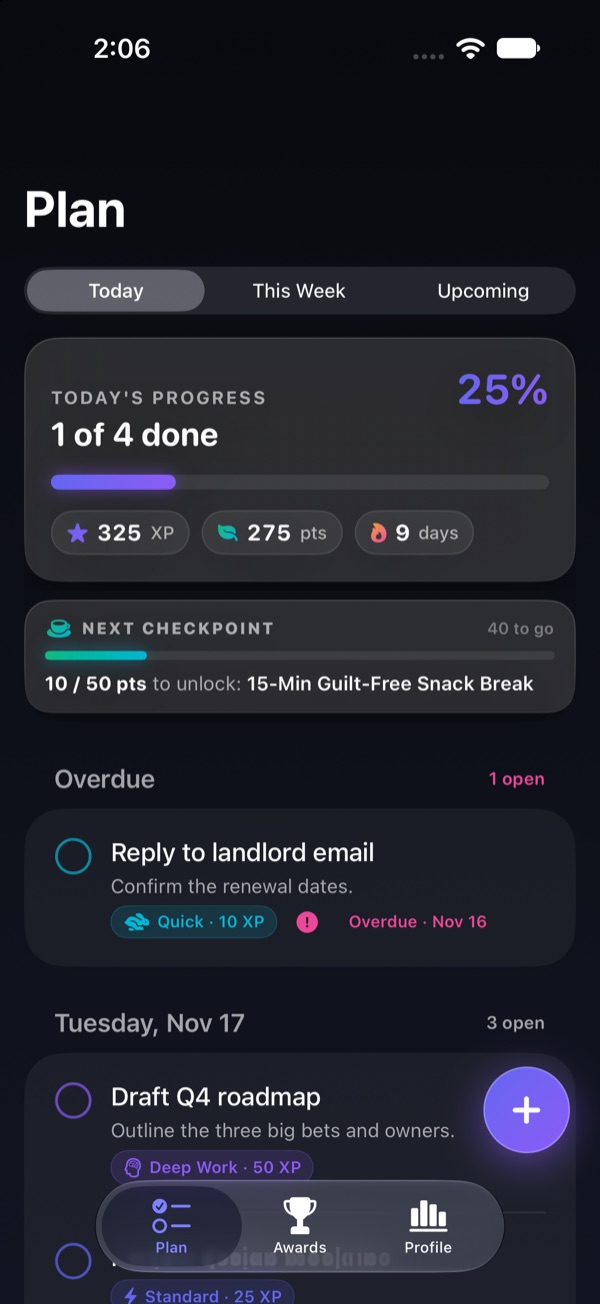 2:06
Plan
Today This Week Upcoming
TODAY'S PROGRESS 25%
1 of 4 done
325 XP 275 pts 9 days
NEXT CHECKPOINT 40 to go
10 / 50 pts to unlock: 15-Min Guilt-Free Snack Break
Overdue 1 open
Reply to landlord email
Confirm the renewal dates.
Quick · 10 XP ! Overdue · Nov 16
Tuesday, Nov 17 3 open
Draft Q4 roadmap
Outline the three big bets and owners.
Deep Work · 50 XP
Plan Awards Profile
Standard · 25 XP